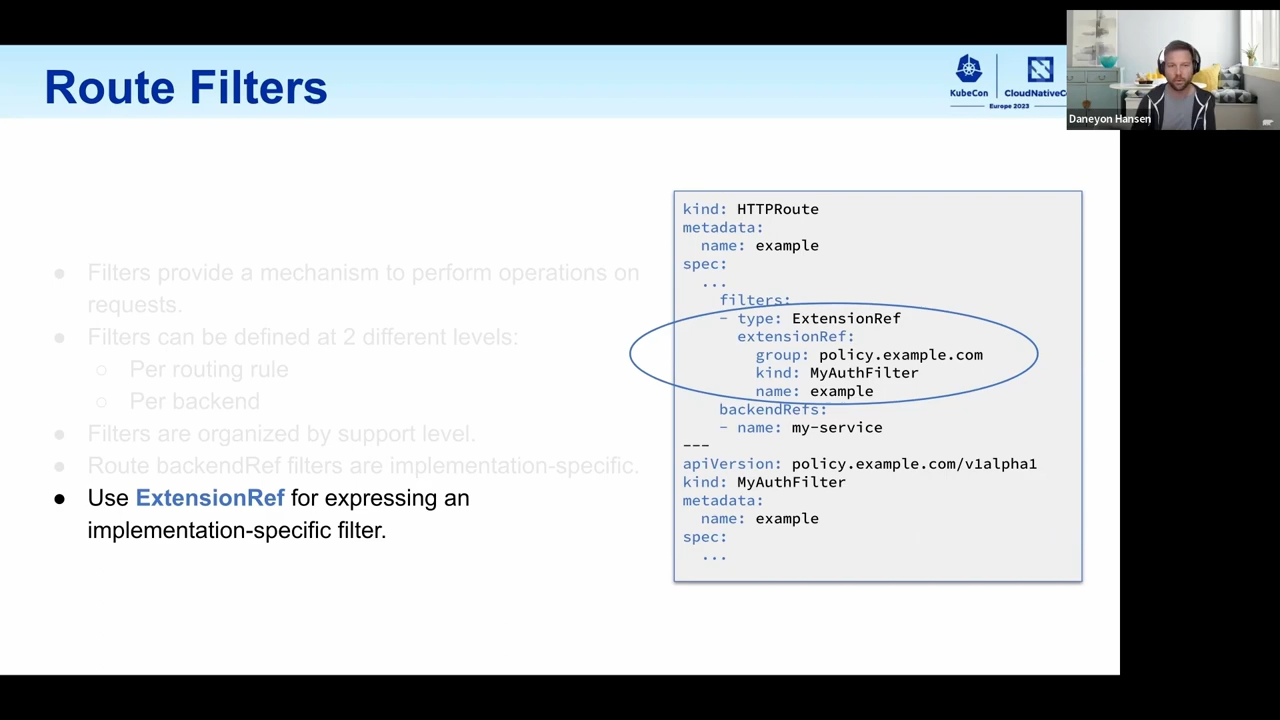 Route Filters
KubeCon
CloudNativeC
Europe 2023
Daneyon Hansen
● Filters provide a mechanism to perform operations on
requests.
● Filters can be defined at 2 different levels:
○ Per routing rule
○ Per backend
● Filters are organized by support level.
● Route backendRef filters are implementation-specific.
● Use ExtensionRef for expressing an
implementation-specific filter.
kind: HTTPRoute
metadata:
  name: example
spec:
  ...
    filters:
    - type: ExtensionRef
      extensionRef:
        group: policy.example.com
        kind: MyAuthFilter
        name: example
    backendRefs:
    - name: my-service
---
apiVersion: policy.example.com/v1alpha1
kind: MyAuthFilter
metadata:
  name: example
spec:
  ...